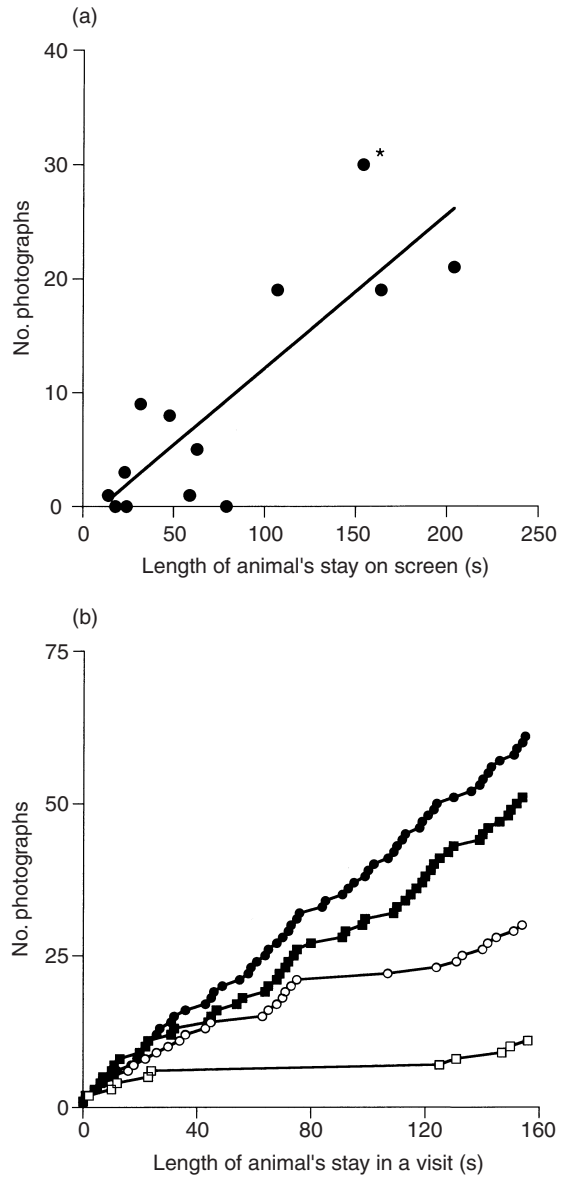 (a)
40
30
20
10
0
*
No. photographs
0 50 100 150 200 250
Length of animal's stay on screen (s)
(b)
75
50
25
0
No. photographs
0 40 80 120 160
Length of animal's stay in a visit (s)